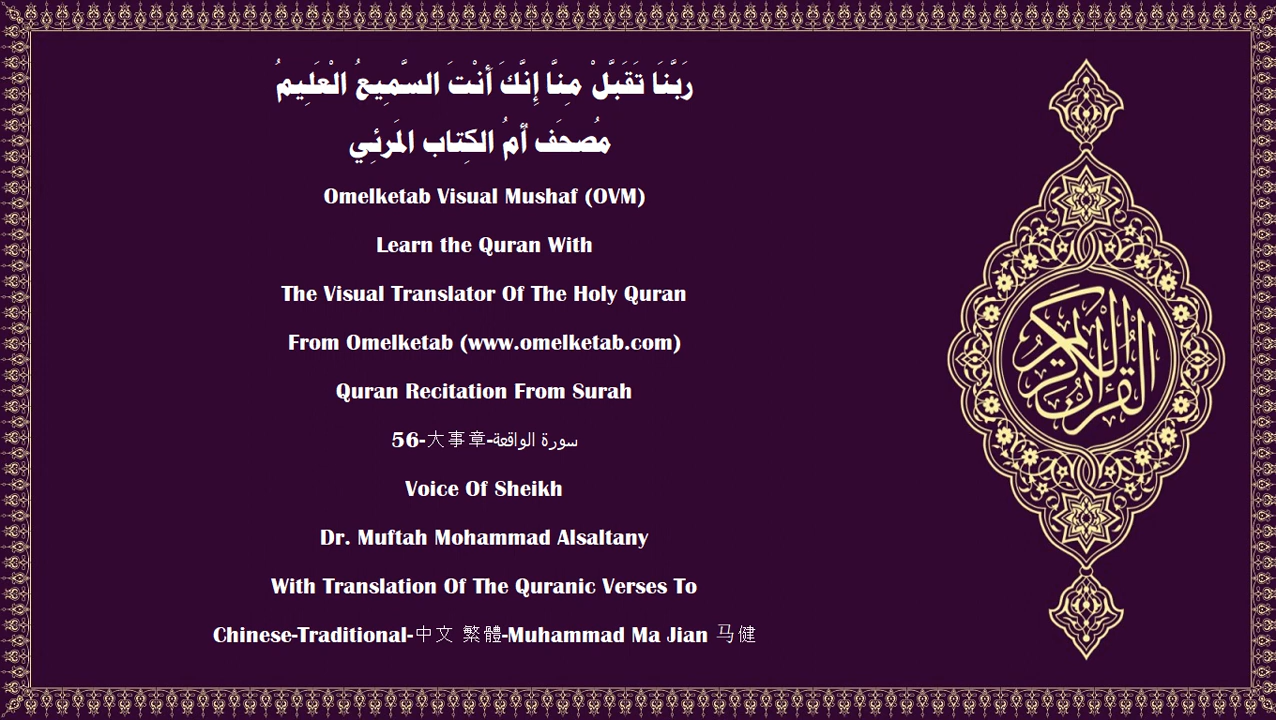 رَبَّنَا تَقَبَّلْ مِنَّا إِنَّكَ أَنْتَ السَّمِيعُ الْعَلِيمُ
مُصحَف أمُ الكِتاب المَرئِي
Omelketab Visual Mushaf (OVM)
Learn the Quran With
The Visual Translator Of The Holy Quran
From Omelketab (www.omelketab.com)
Quran Recitation From Surah
56-大事章-سورة الواقعة
Voice Of Sheikh
Dr. Muftah Mohammad Alsaltany
With Translation Of The Quranic Verses To
Chinese-Traditional-中文 繁體-Muhammad Ma Jian 马健
القرآن الكريم